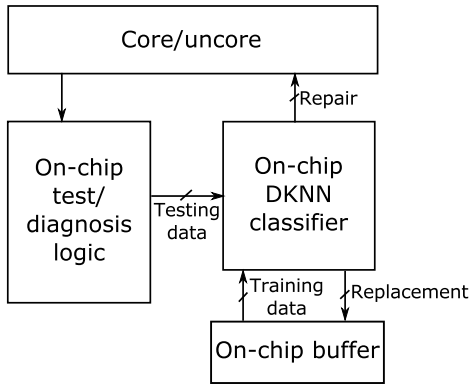 Core/uncore
Repair
On-chip
test/
diagnosis
logic
Testing
data
On-chip
DKNN
classifier
Training
data
Replacement
On-chip buffer